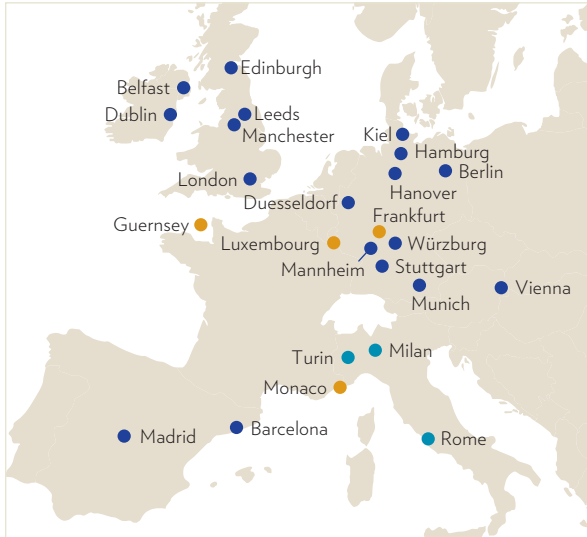 Edinburgh
Belfast
Dublin
Leeds
Manchester
Kiel
Hamburg
Berlin
Hanover
London
Duesseldorf
Frankfurt
Guernsey
Luxembourg
Würzburg
Mannheim
Stuttgart
Munich
Vienna
Turin
Milan
Monaco
Madrid
Barcelona
Rome